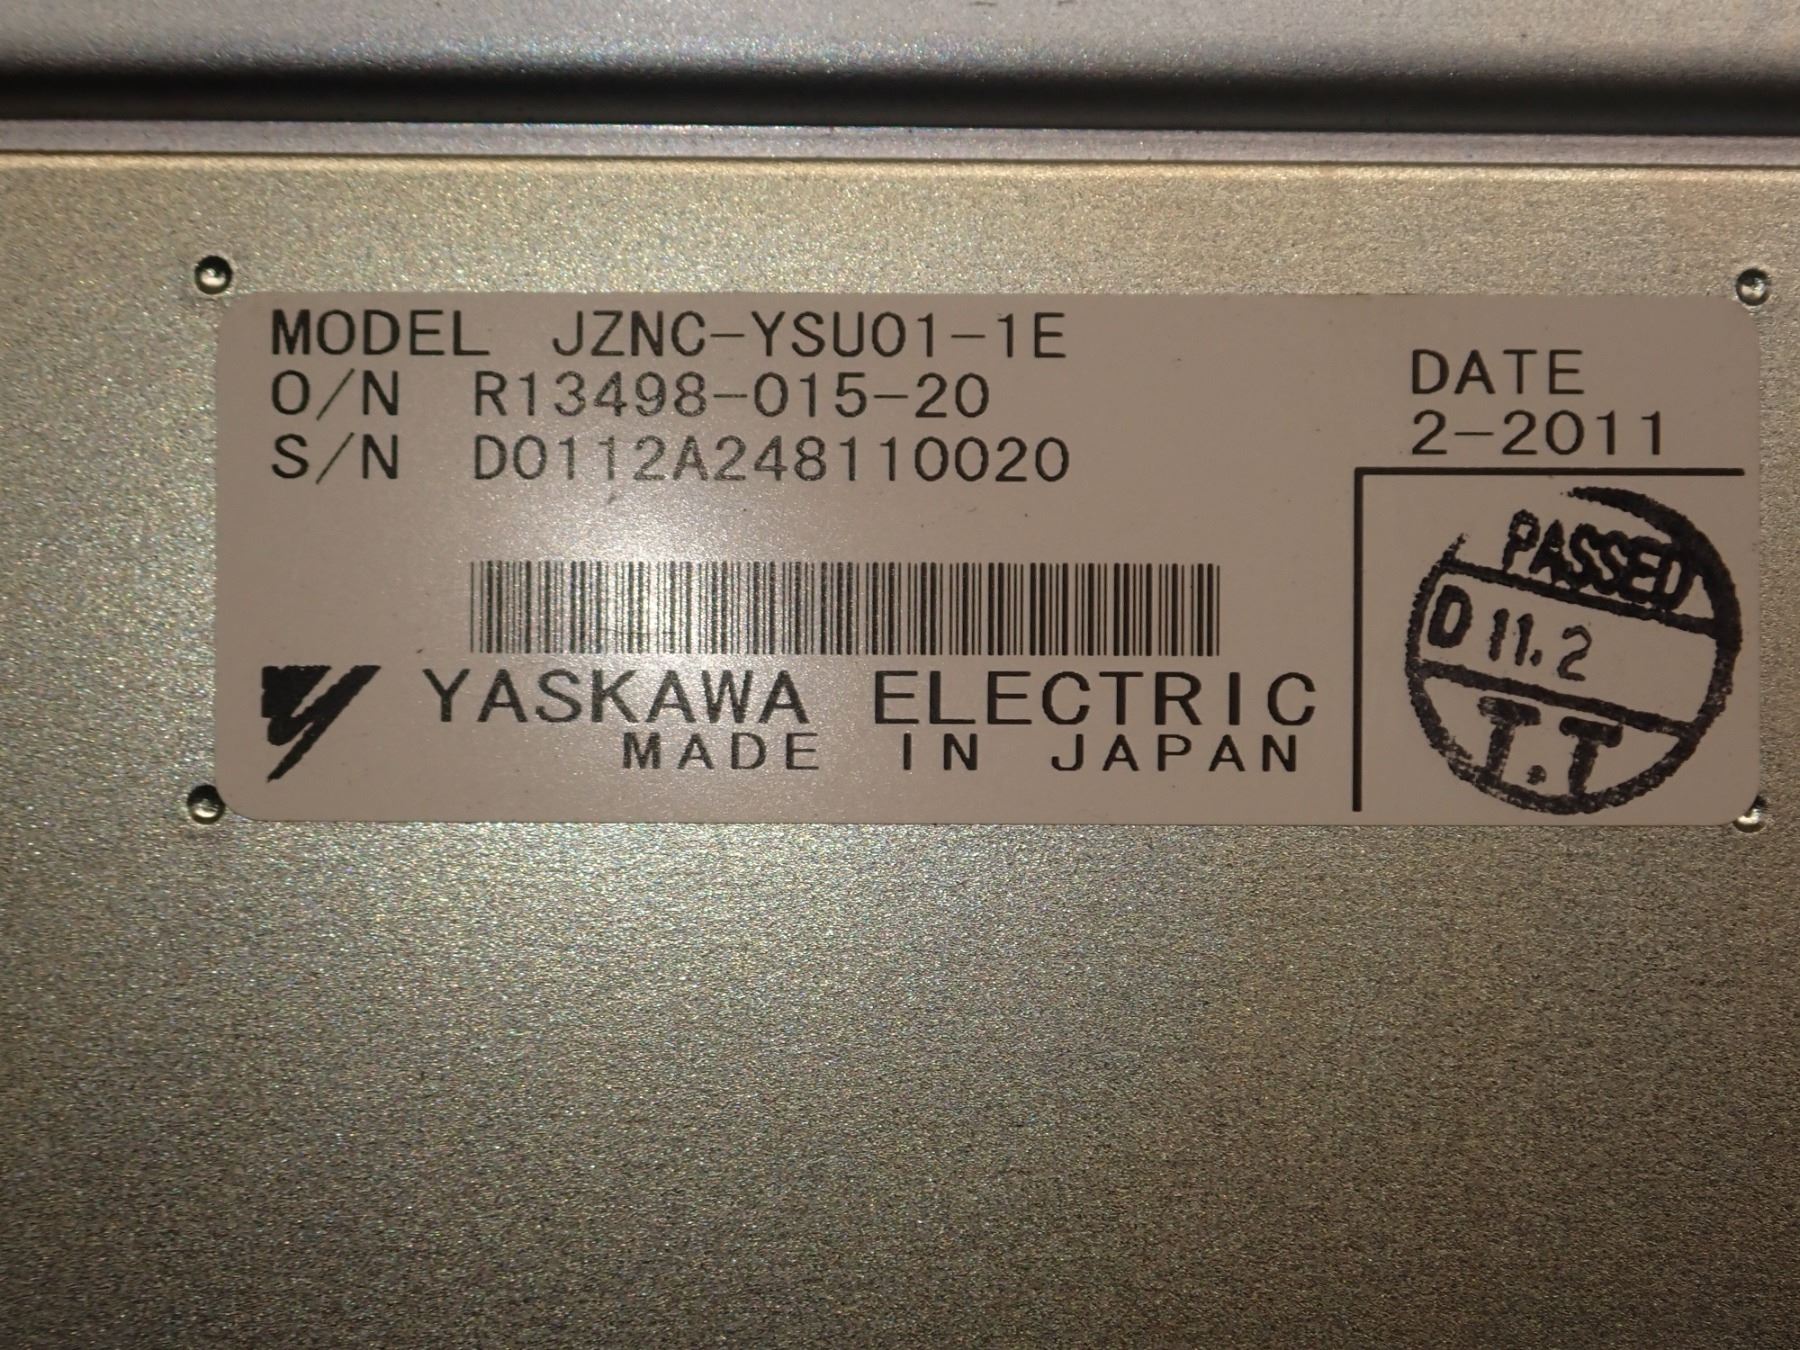 MODEL JZNC-YSU01-1E
O/N R13498-015-20
S/N D0112A248110020
DATE
2-2011
PASSED
D 11.2
T.T
YASKAWA ELECTRIC
MADE IN JAPAN